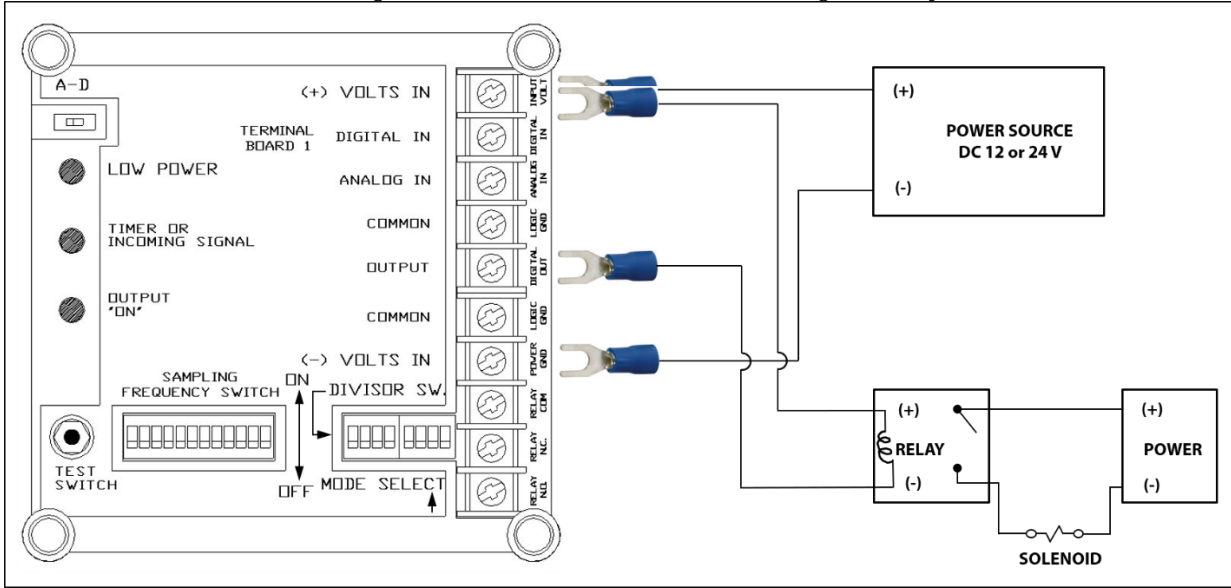 A-D
LOW POWER
TIMER OR
INCOMING SIGNAL
OUTPUT
"ON"
TEST
SWITCH
SAMPLING
FREQUENCY SWITCH
ON
OFF
DIVISOR SW.
MODE SELECT
TERMINAL
BOARD 1
(+) VOLTS IN
DIGITAL IN
ANALOG IN
COMMON
OUTPUT
COMMON
(-) VOLTS IN
INPUT
VOLT
DIGITAL
IN
ANALOG
IN
LOGIC
GND
DIGITAL
OUT
LOGIC
GND
POWER
GND
RELAY
COM
RELAY
N.C.
RELAY
N.O.
(+)
POWER SOURCE
DC 12 or 24 V
(-)
(+)
RELAY
(-)
(+)
POWER
(-)
SOLENOID